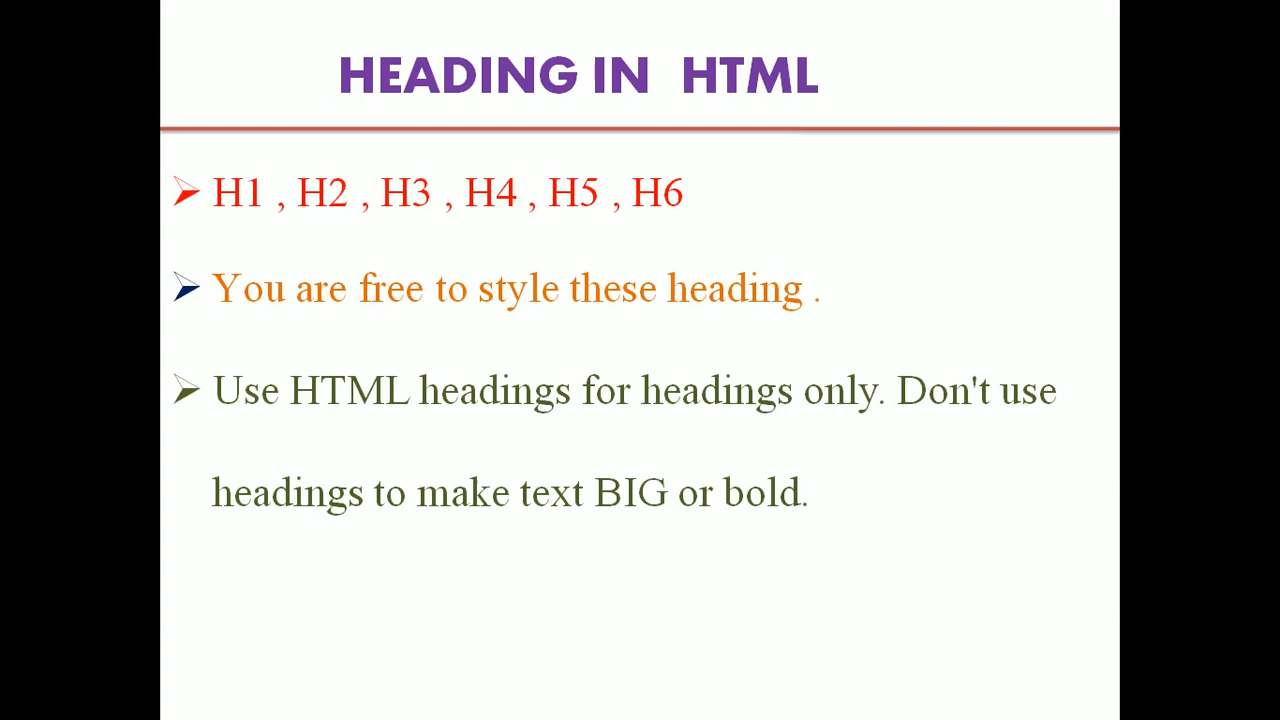 HEADING IN HTML
H1 , H2 , H3 , H4 , H5 , H6
You are free to style these heading .
Use HTML headings for headings only. Don't use
headings to make text BIG or bold.